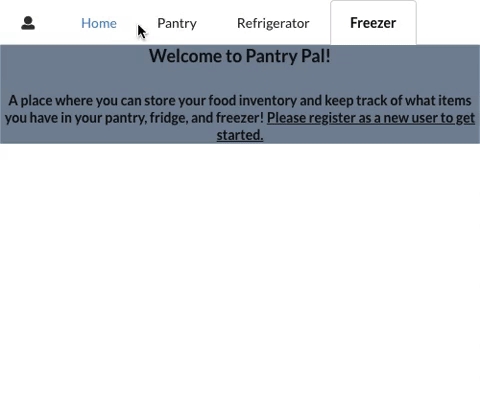 Home Pantry Refrigerator Freezer
Welcome to Pantry Pal!
A place where you can store your food inventory and keep track of what items
you have in your pantry, fridge, and freezer! Please register as a new user to get
started.